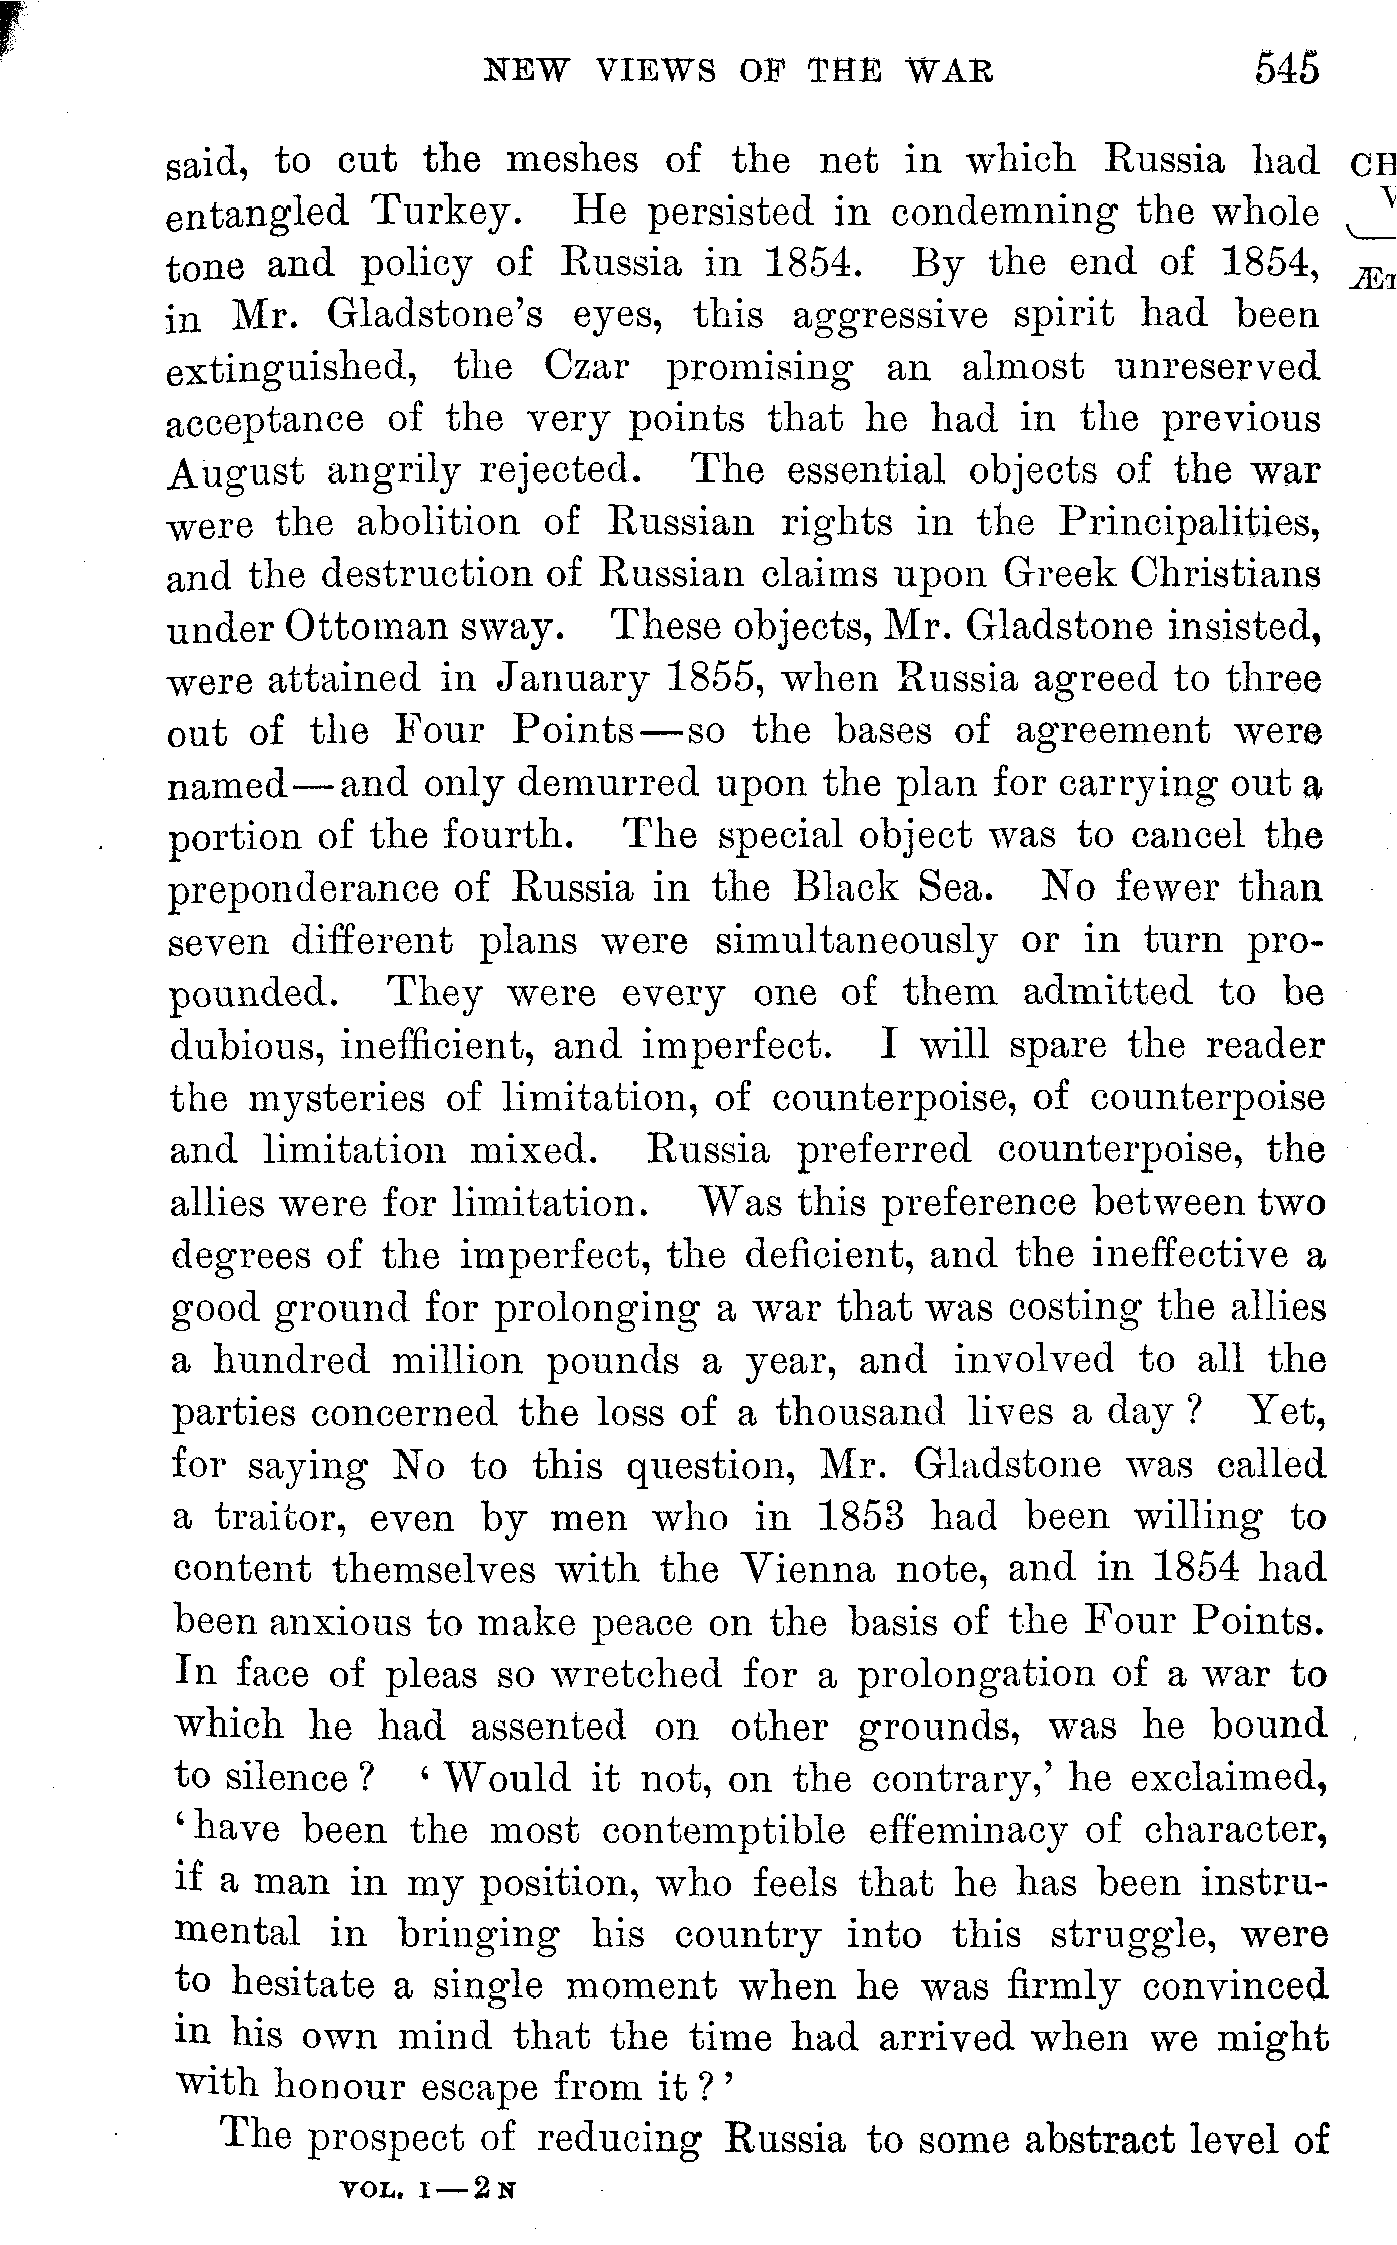 NEW VIEWS OF THE WAR 545
said, to cut the meshes of the net in which Russia had
entangled Turkey. He persisted in condemning the whole
tone and policy of Russia in 1854. By the end of 1854,
in Mr. Gladstone's eyes, this aggressive spirit had been
extinguished, the Czar promising an almost unreserved
acceptance of the very points that he had in the previous
August angrily rejected. The essential objects of the war
were the abolition of Russian rights in the Principalities,
and the destruction of Russian claims upon Greek Christians
under Ottoman sway. These objects, Mr. Gladstone insisted,
were attained in January 1855, when Russia agreed to three
out of the Four Points—so the bases of agreement were
named—and only demurred upon the plan for carrying out a
portion of the fourth. The special object was to cancel the
preponderance of Russia in the Black Sea. No fewer than
seven different plans were simultaneously or in turn pro-
pounded. They were every one of them admitted to be
dubious, inefficient, and imperfect. I will spare the reader
the mysteries of limitation, of counterpoise, of counterpoise
and limitation mixed. Russia preferred counterpoise, the
allies were for limitation. Was this preference between two
degrees of the imperfect, the deficient, and the ineffective a
good ground for prolonging a war that was costing the allies
a hundred million pounds a year, and involved to all the
parties concerned the loss of a thousand lives a day? Yet,
for saying No to this question, Mr. Gladstone was called
a traitor, even by men who in 1853 had been willing to
content themselves with the Vienna note, and in 1854 had
been anxious to make peace on the basis of the Four Points.
In face of pleas so wretched for a prolongation of a war to
which he had assented on other grounds, was he bound
to silence? 'Would it not, on the contrary,' he exclaimed,
'have been the most contemptible effeminacy of character,
if a man in my position, who feels that he has been instru-
mental in bringing his country into this struggle, were
to hesitate a single moment when he was firmly convinced
in his own mind that the time had arrived when we might
with honour escape from it?'
The prospect of reducing Russia to some abstract level of
VOL. I—2 N